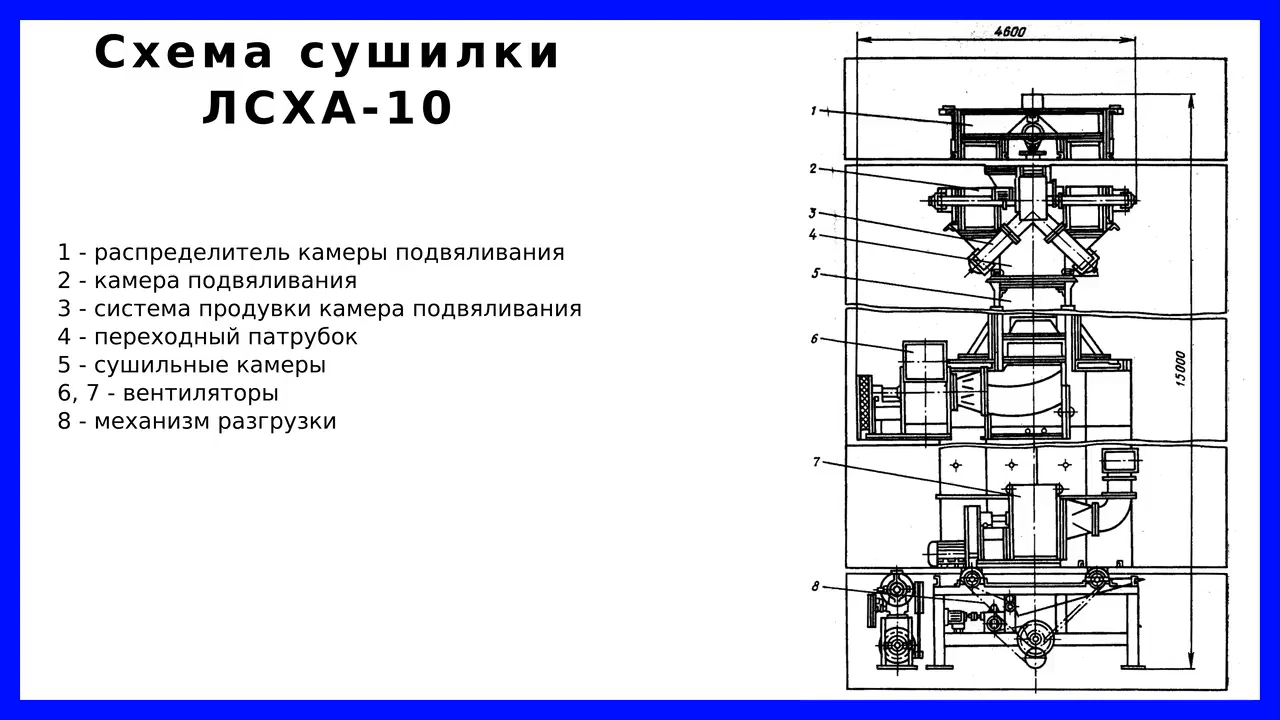 Схема сушилки
ЛСХА-10
1 - распределитель камеры подвяливания
2 - камера подвяливания
3 - система продувки камера подвяливания
4 - переходный патрубок
5 - сушильные камеры
6, 7 - вентиляторы
8 - механизм разгрузки
4600
1
2
3
4
5
6
15000
7
8